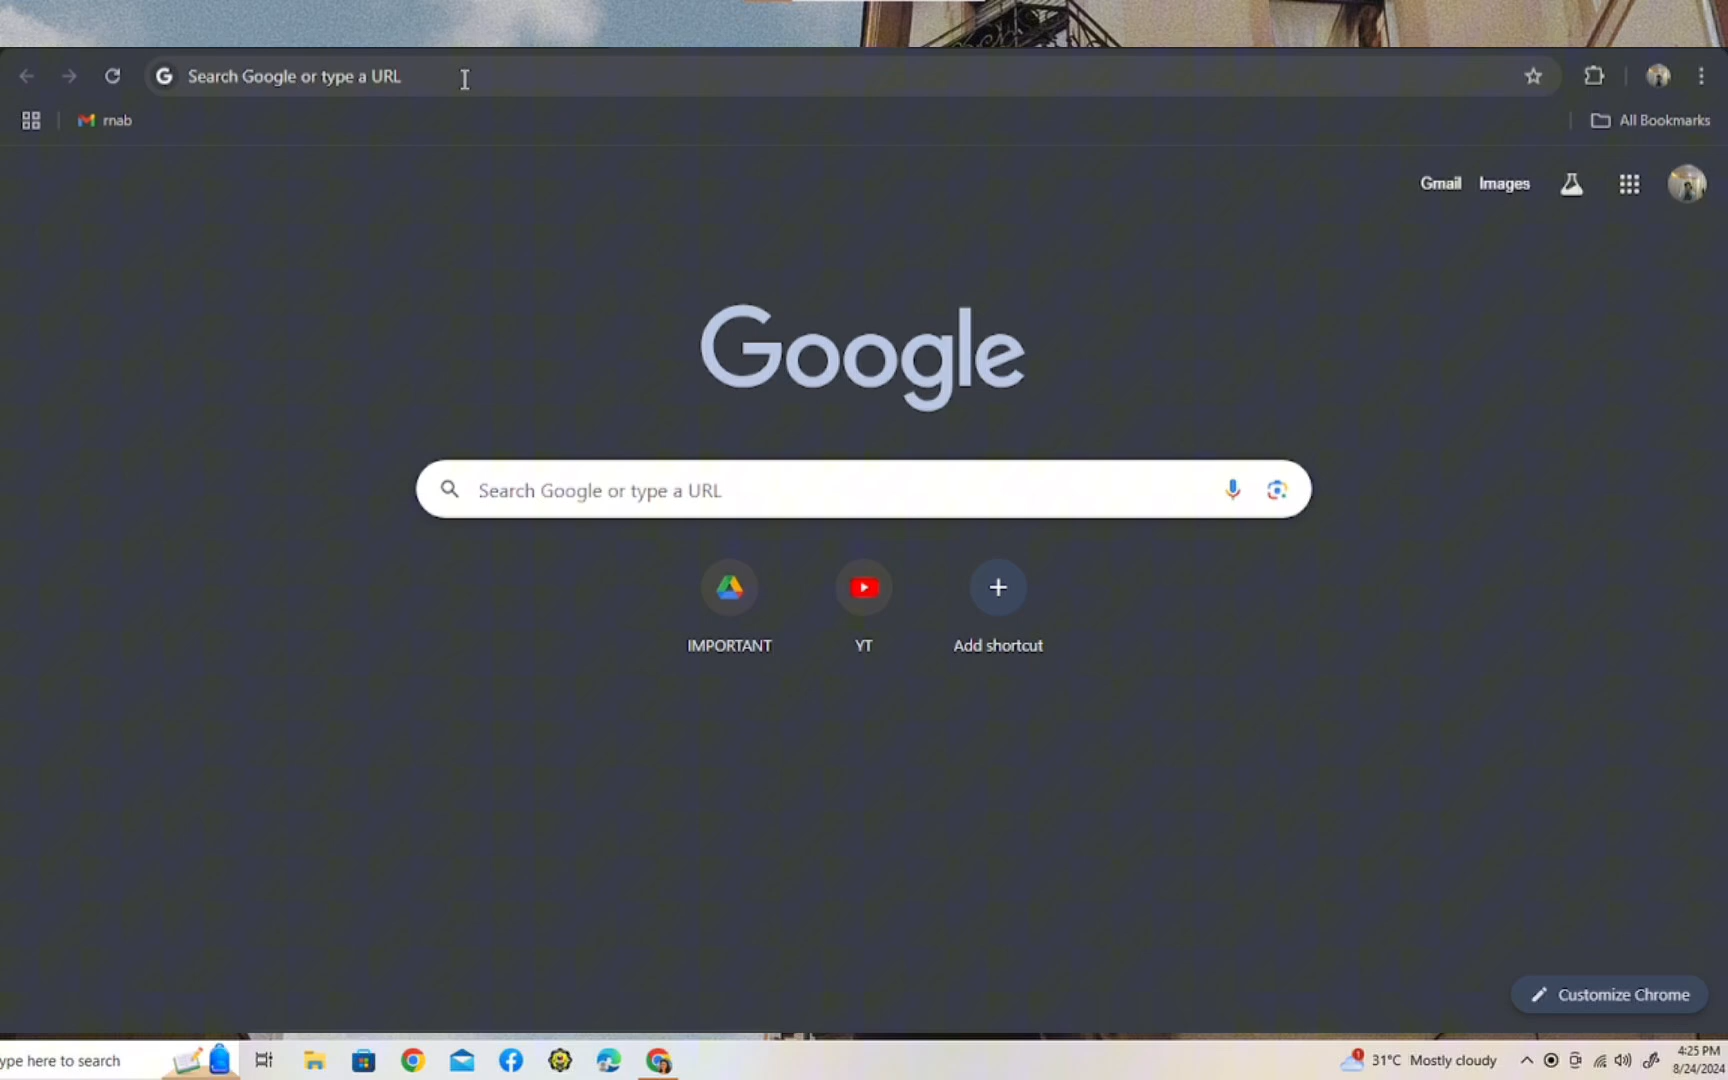 Search Google or type a URL
rnab
All Bookmarks
Gmail Images
Google
Search Google or type a URL
IMPORTANT YT Add shortcut
Customize Chrome
ype here to search
31°C Mostly cloudy
4:25 PM
8/24/2024